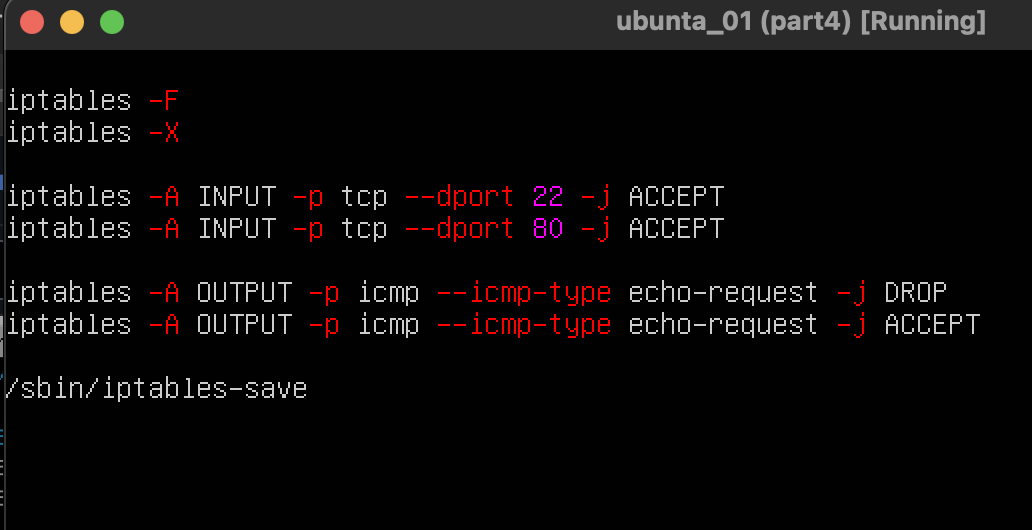 ubunta_01 (part4) [Running]
iptables -F
iptables -X
iptables -A INPUT -p tcp --dport 22 -j ACCEPT
iptables -A INPUT -p tcp --dport 80 -j ACCEPT
iptables -A OUTPUT -p icmp --icmp-type echo-request -j DROP
iptables -A OUTPUT -p icmp --icmp-type echo-request -j ACCEPT
/sbin/iptables-save